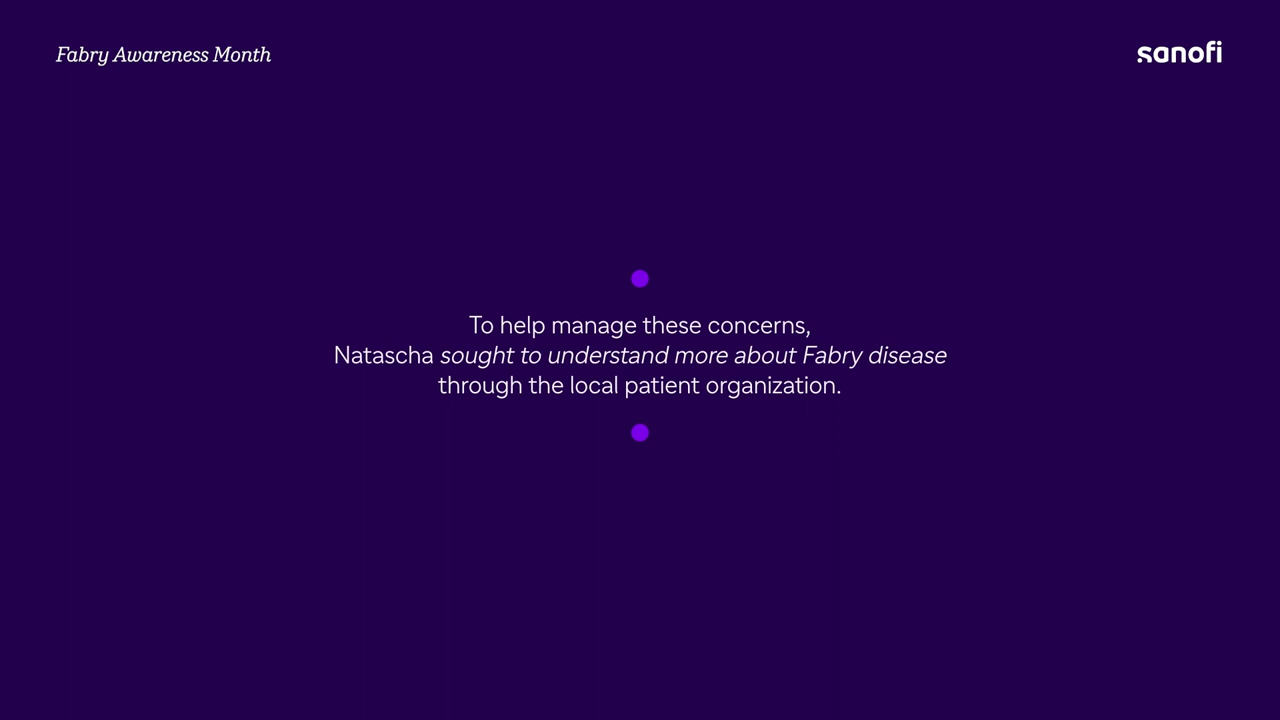 Fabry Awareness Month
sanofi
To help manage these concerns,
Natascha sought to understand more about Fabry disease
through the local patient organization.